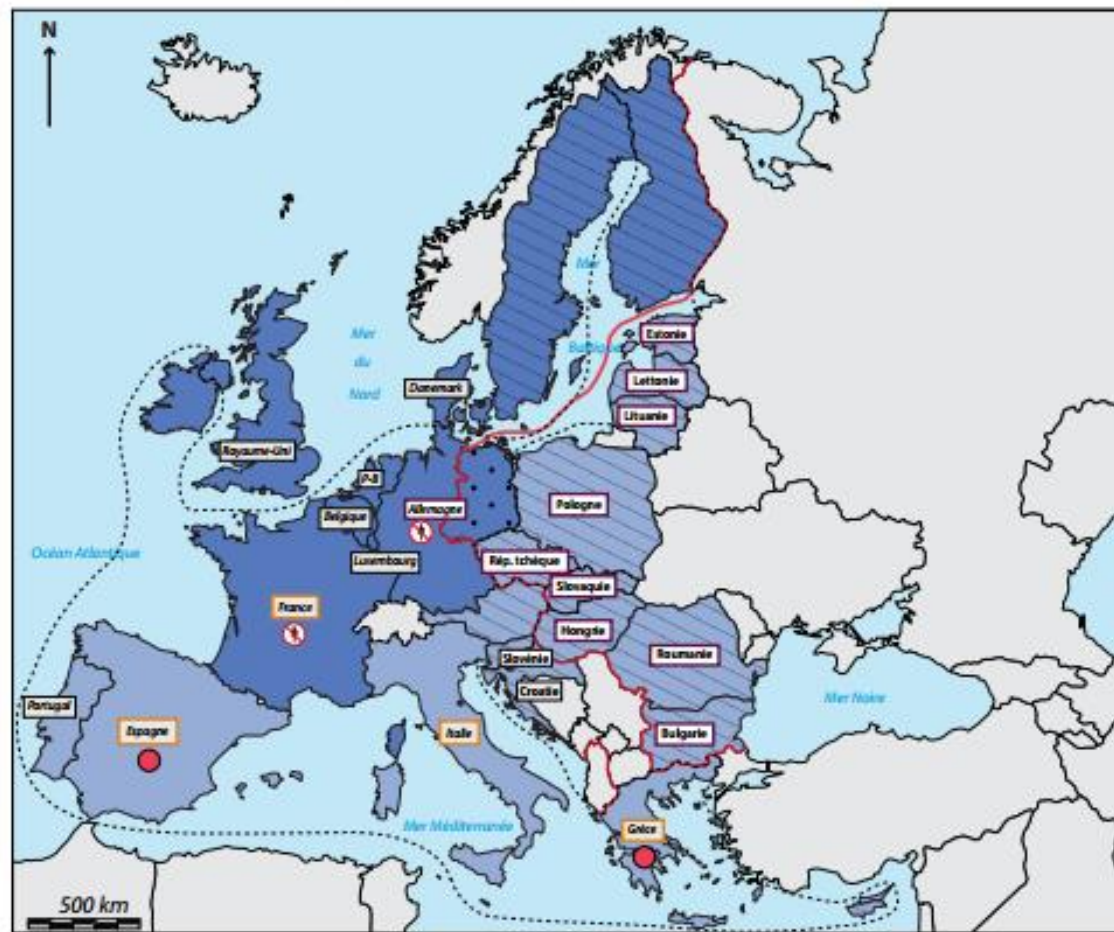 N
Mer
Baltique
Estonie
Lettonie
Lituanie
Mer
du
Nord
Danemark
Royaume-Uni
P-B
Belgique
Allemagne
Pologne
Océan Atlantique
Luxembourg
Rép. tchèque
Slovaquie
France
Hongrie
Roumanie
Slovénie
Croatie
Mer Noire
Portugal
Espagne
Italie
Bulgarie
Mer Méditerranée
Grèce
500 km